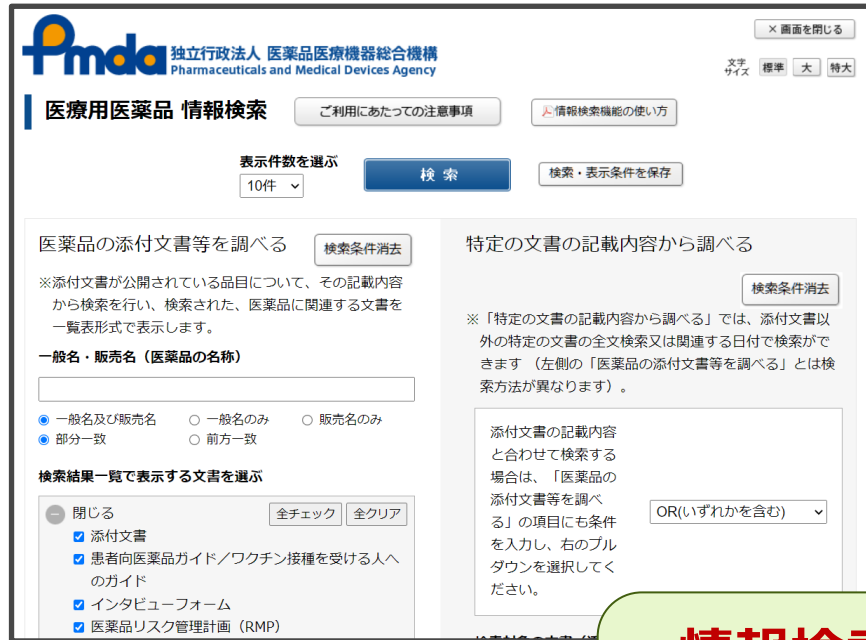 Pmda 独立行政法人 医薬品医療機器総合機構
Pharmaceuticals and Medical Devices Agency
× 画面を閉じる
文字
サイズ 標準 大 特大
医療用医薬品 情報検索 ご利用にあたっての注意事項 情報検索機能の使い方
表示件数を選ぶ
10件 検索 検索・表示条件を保存
医薬品の添付文書等を調べる 検索条件消去
※添付文書が公開されている品目について、その記載内容
から検索を行い、検索された、医薬品に関連する文書を
一覧表形式で表示します。
一般名・販売名（医薬品の名称）
一般名及び販売名 一般名のみ 販売名のみ
部分一致 前方一致
検索結果一覧で表示する文書を選ぶ
閉じる 全チェック 全クリア
添付文書
患者向医薬品ガイド／ワクチン接種を受ける人へ
のガイド
インタビューフォーム
医薬品リスク管理計画（RMP）
特定の文書の記載内容から調べる
検索条件消去
※「特定の文書の記載内容から調べる」では、添付文書以
外の特定の文書の全文検索又は関連する日付で検索がで
きます （左側の「医薬品の添付文書等を調べる」とは検
索方法が異なります）。
添付文書の記載内容
と合わせて検索する
場合は、「医薬品の
添付文書等を調べ
る」の項目にも条件
を入力し、右のプル
ダウンを選択してく
ださい。
OR(いずれかを含む)